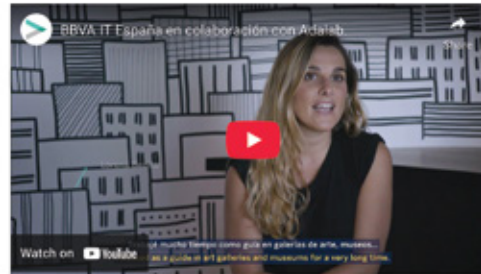 BBVA IT España en colaboración con Adalab
Share
mucho tiempo como guía en galerías de arte, museos...
as a guide in art galleries and museums for a very long time.
Watch on YouTube